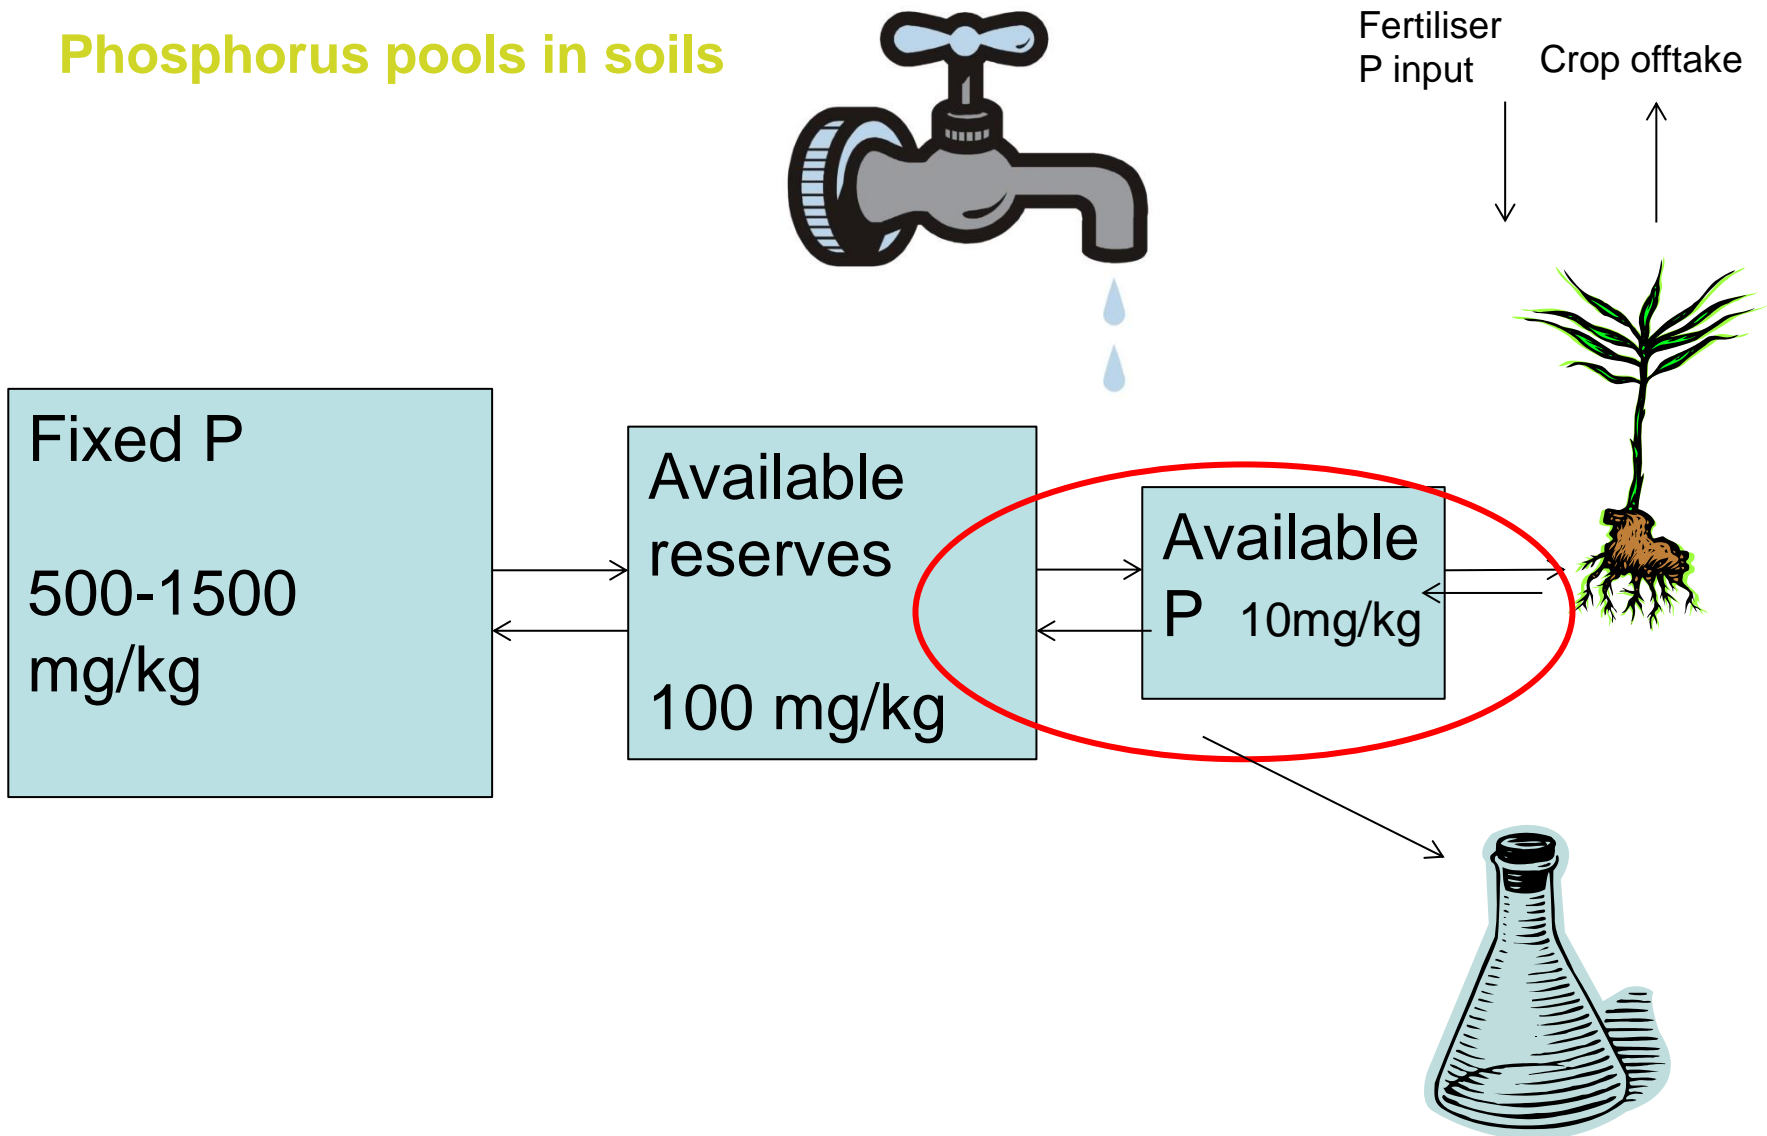 Phosphorus pools in soils
Fertiliser
P input
Crop offtake
Fixed P
500-1500
mg/kg
Available
reserves
100 mg/kg
Available
P 10mg/kg